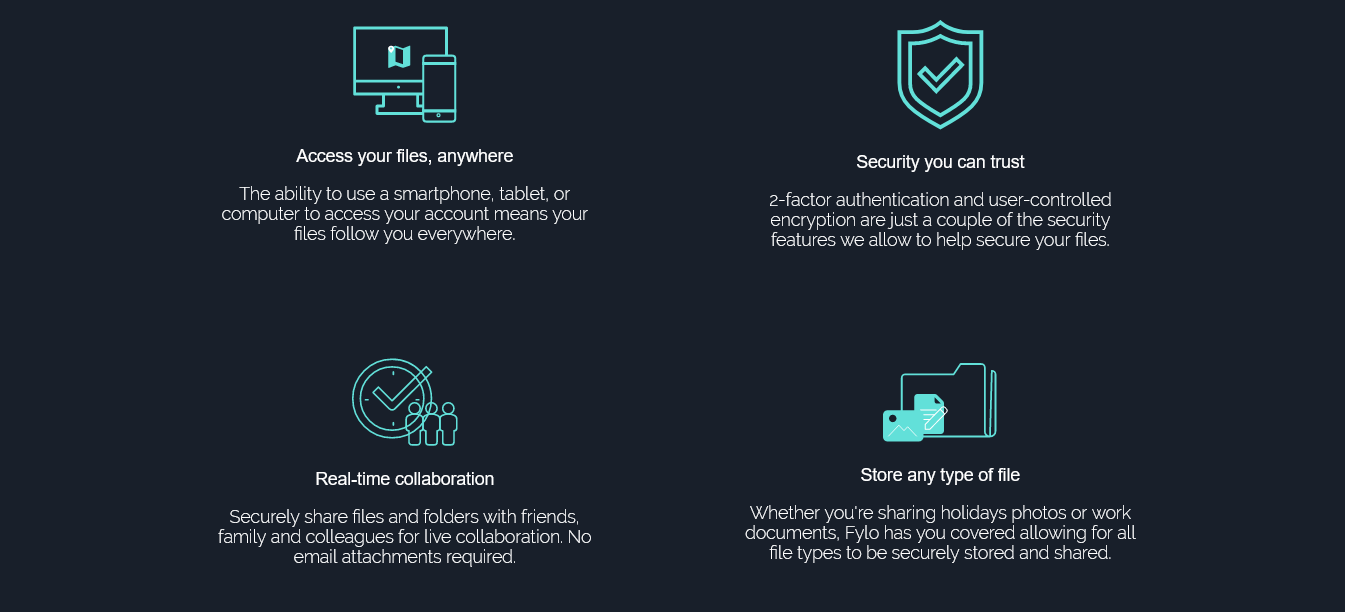 Access your files, anywhere
The ability to use a smartphone, tablet, or
computer to access your account means your
files follow you everywhere.
Security you can trust
2-factor authentication and user-controlled
encryption are just a couple of the security
features we allow to help secure your files.
Real-time collaboration
Securely share files and folders with friends,
family and colleagues for live collaboration. No
email attachments required.
Store any type of file
Whether you're sharing holidays photos or work
documents, Fylo has you covered allowing for all
file types to be securely stored and shared.